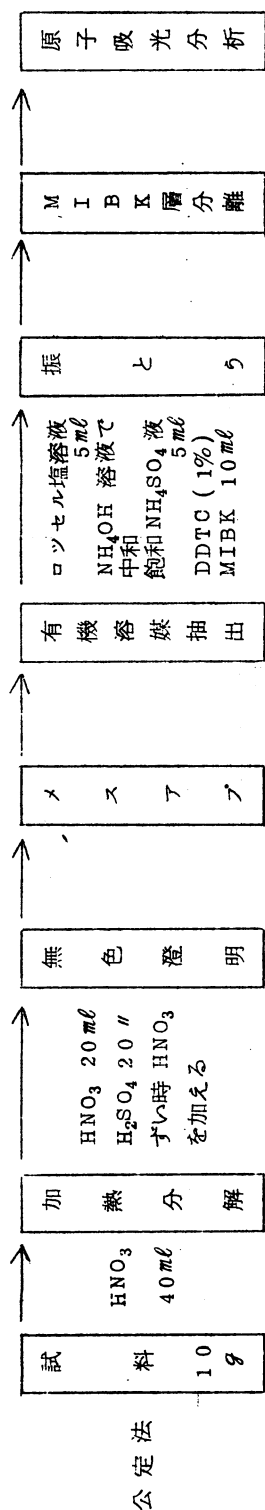 公定法
試料10g
HNO₃
40ml
加熱分解
HNO₃ 20ml
H₂SO₄ 20 〃
ずい時 HNO₃
を加える
無色澄明
メスアプ
有機溶媒抽出
ロツセル塩溶液
5ml
NH₄OH 溶液で
中和
飽和NH₄SO₄ 液
5ml
DDTC (1%)
MIBK 10ml
振とう
MIBK層分離
原子吸光分析